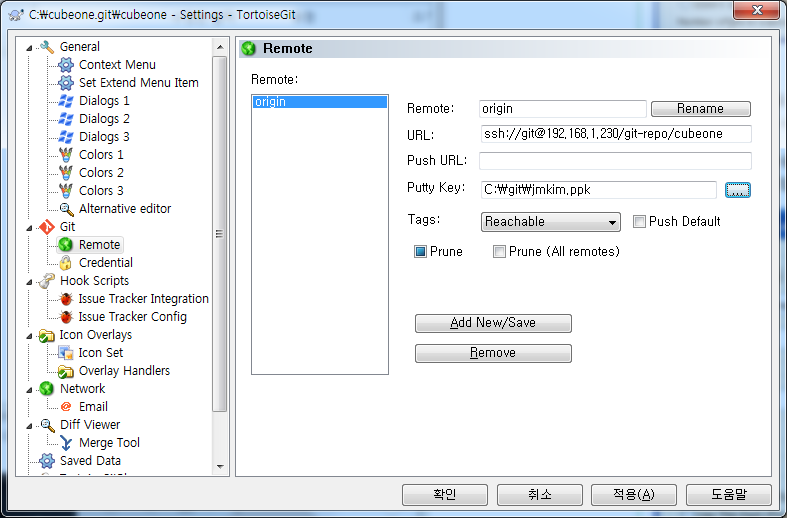 C:\cubeone.git\cubeone - Settings - TortoiseGit
General
Context Menu
Set Extend Menu Item
Dialogs 1
Dialogs 2
Dialogs 3
Colors 1
Colors 2
Colors 3
Alternative editor
Git
Remote
Credential
Hook Scripts
Issue Tracker Integration
Issue Tracker Config
Icon Overlays
Icon Set
Overlay Handlers
Network
Email
Diff Viewer
Merge Tool
Saved Data
Remote
Remote:
origin
Remote: origin Rename
URL: ssh://git@192.168.1.230/git-repo/cubeone
Push URL:
Putty Key: C:\git\jmkim.ppk ...
Tags: Reachable Push Default
Prune Prune (All remotes)
Add New/Save
Remove
확인 취소 적용(A) 도움말